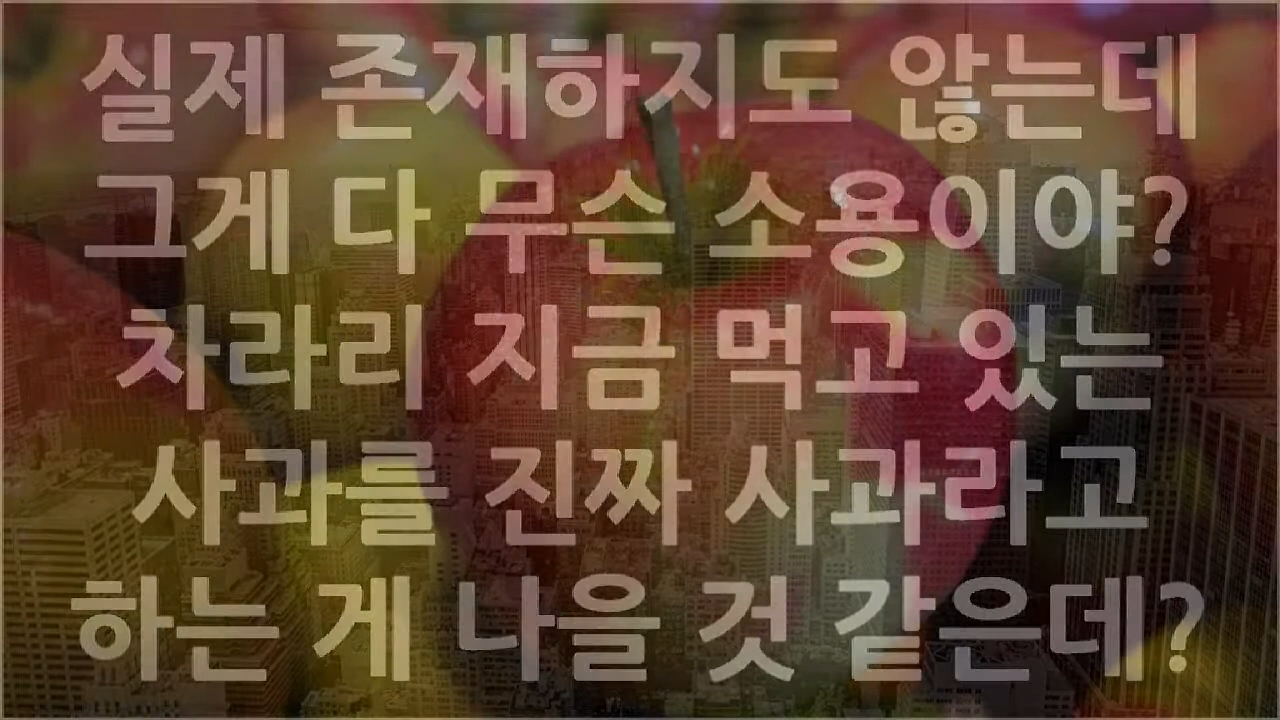 실제 존재하지도 않는데
그게 다 무슨 소용이야?
차라리 지금 먹고 있는
사과를 진짜 사과라고
하는 게 나을 것 같은데?